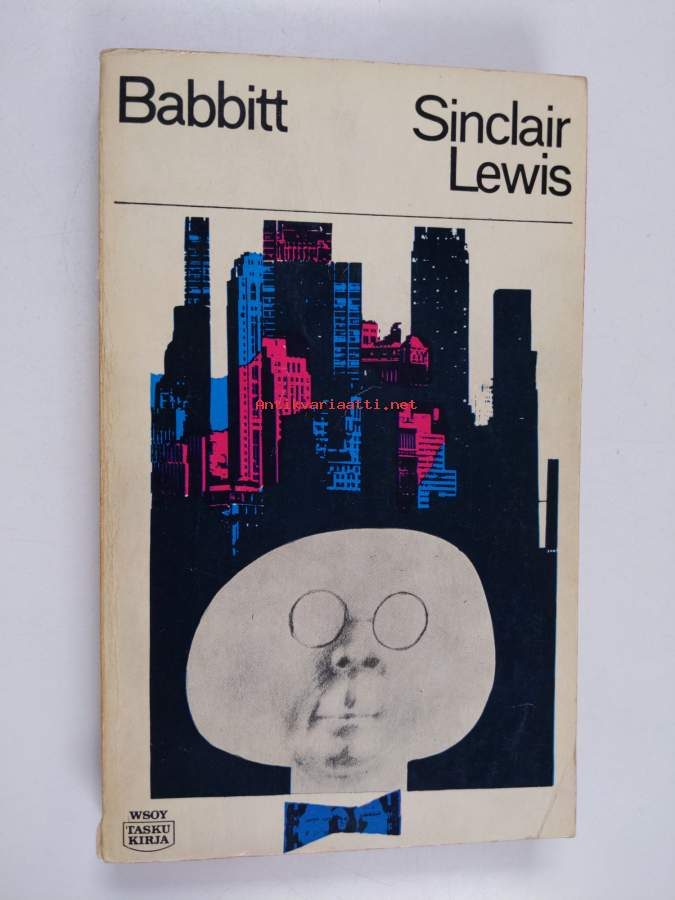 Babbitt
Sinclair
Lewis
Antikvariaatti.net
WSOY
TASKU
KIRJA